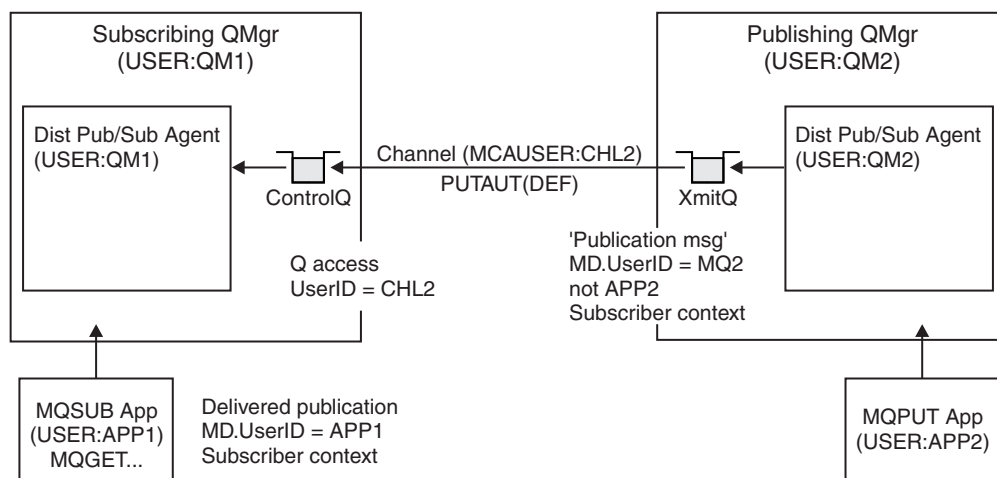 Subscribing QMgr
(USER:QM1)
Publishing QMgr
(USER:QM2)
Dist Pub/Sub Agent
(USER:QM1)
ControlQ
Channel (MCAUSER:CHL2)
PUTAUT(DEF)
XmitQ
Dist Pub/Sub Agent
(USER:QM2)
Q access
UserID = CHL2
'Publication msg'
MD.UserID = MQ2
not APP2
Subscriber context
MQSUB App
(USER:APP1)
MQGET...
Delivered publication
MD.UserID = APP1
Subscriber context
MQPUT App
(USER:APP2)